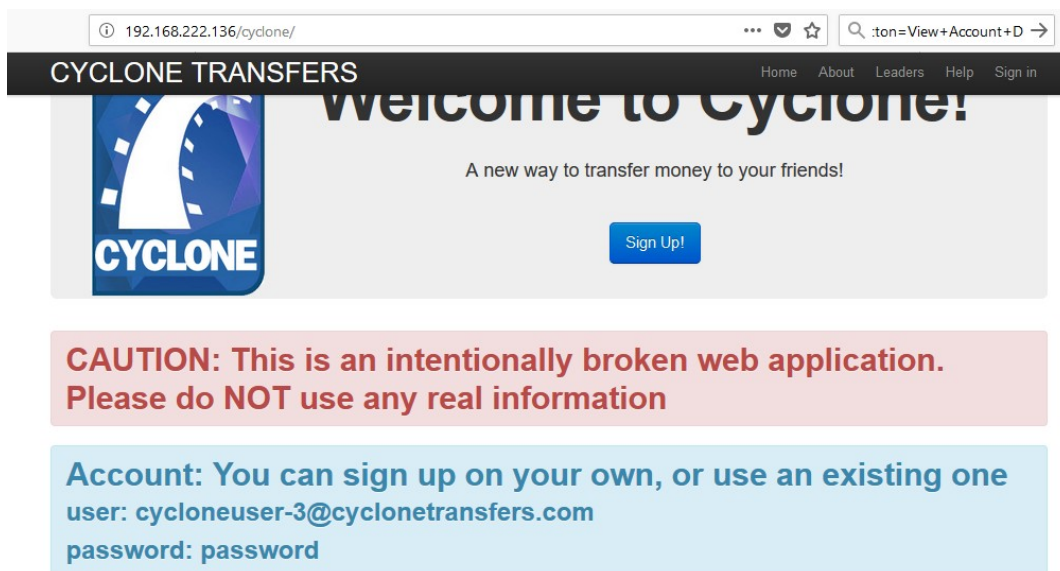 192.168.222.136/cyclone/
:ton=View+Account+D
CYCLONE TRANSFERS
Home About Leaders Help Sign in
Welcome to Cyclone!
A new way to transfer money to your friends!
Sign Up!
CYCLONE
CAUTION: This is an intentionally broken web application.
Please do NOT use any real information
Account: You can sign up on your own, or use an existing one
user: cycloneuser-3@cyclonetransfers.com
password: password